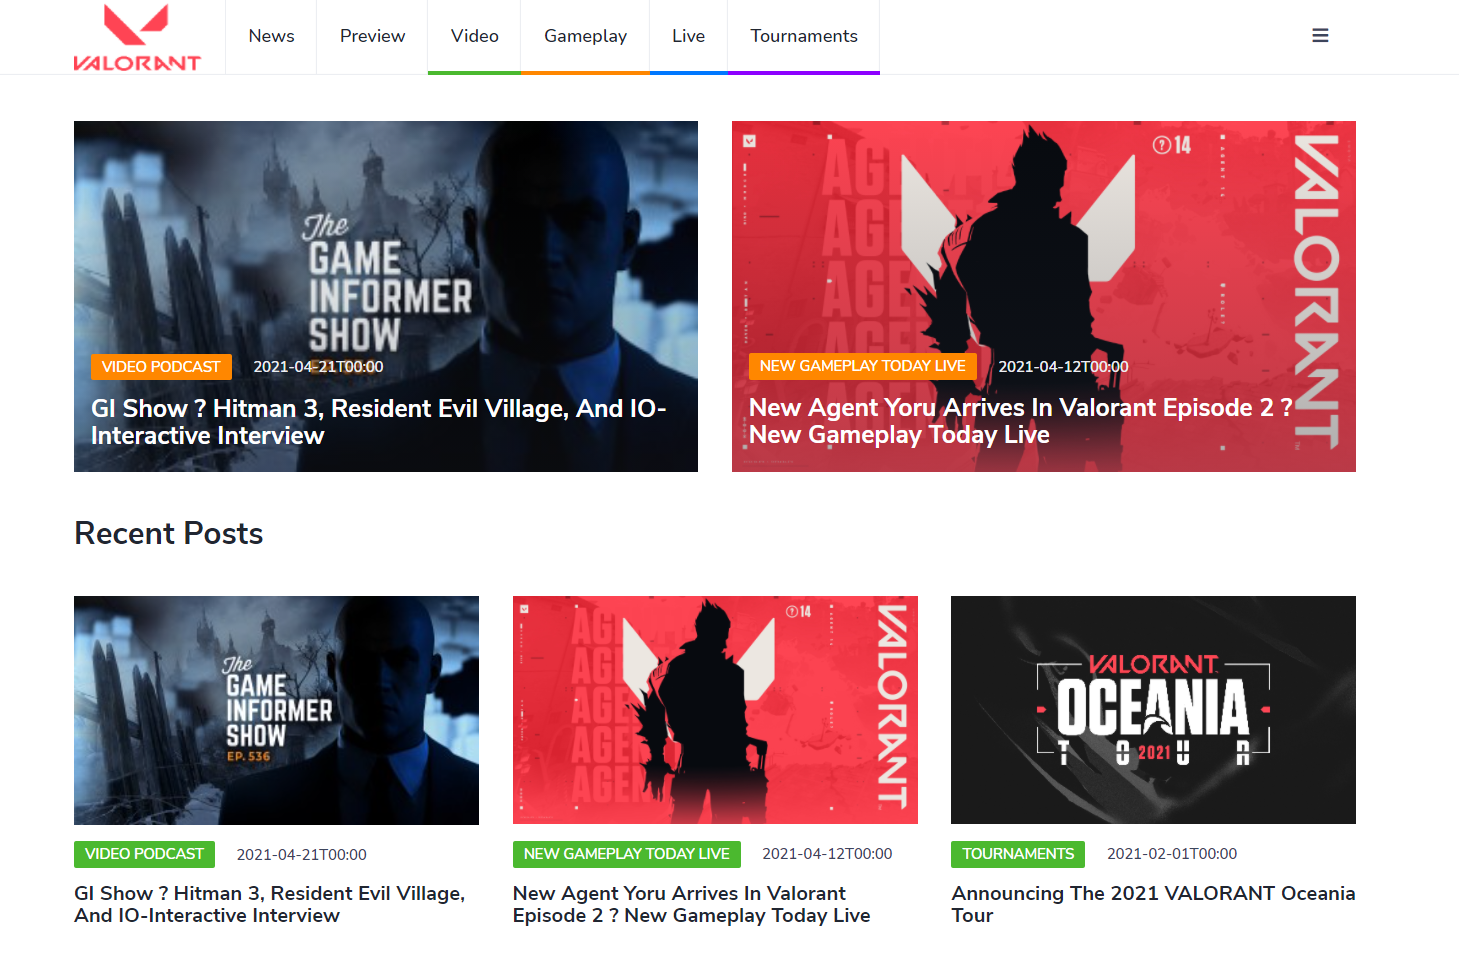 VALORANT
News
Preview
Video
Gameplay
Live
Tournaments
The
GAME
INFORMER
SHOW
VIDEO PODCAST
2021-04-21T00:00
GI Show ? Hitman 3, Resident Evil Village, And IO-
Interactive Interview
? 14
VALORANT
NEW GAMEPLAY TODAY LIVE
2021-04-12T00:00
New Agent Yoru Arrives In Valorant Episode 2 ?
New Gameplay Today Live
Recent Posts
The
GAME
INFORMER
SHOW
EP. 536
VIDEO PODCAST
2021-04-21T00:00
GI Show ? Hitman 3, Resident Evil Village,
And IO-Interactive Interview
? 14
VALORANT
NEW GAMEPLAY TODAY LIVE
2021-04-12T00:00
New Agent Yoru Arrives In Valorant
Episode 2 ? New Gameplay Today Live
VALORANT
OCEANIA
TOUR
2021
TOURNAMENTS
2021-02-01T00:00
Announcing The 2021 VALORANT Oceania
Tour